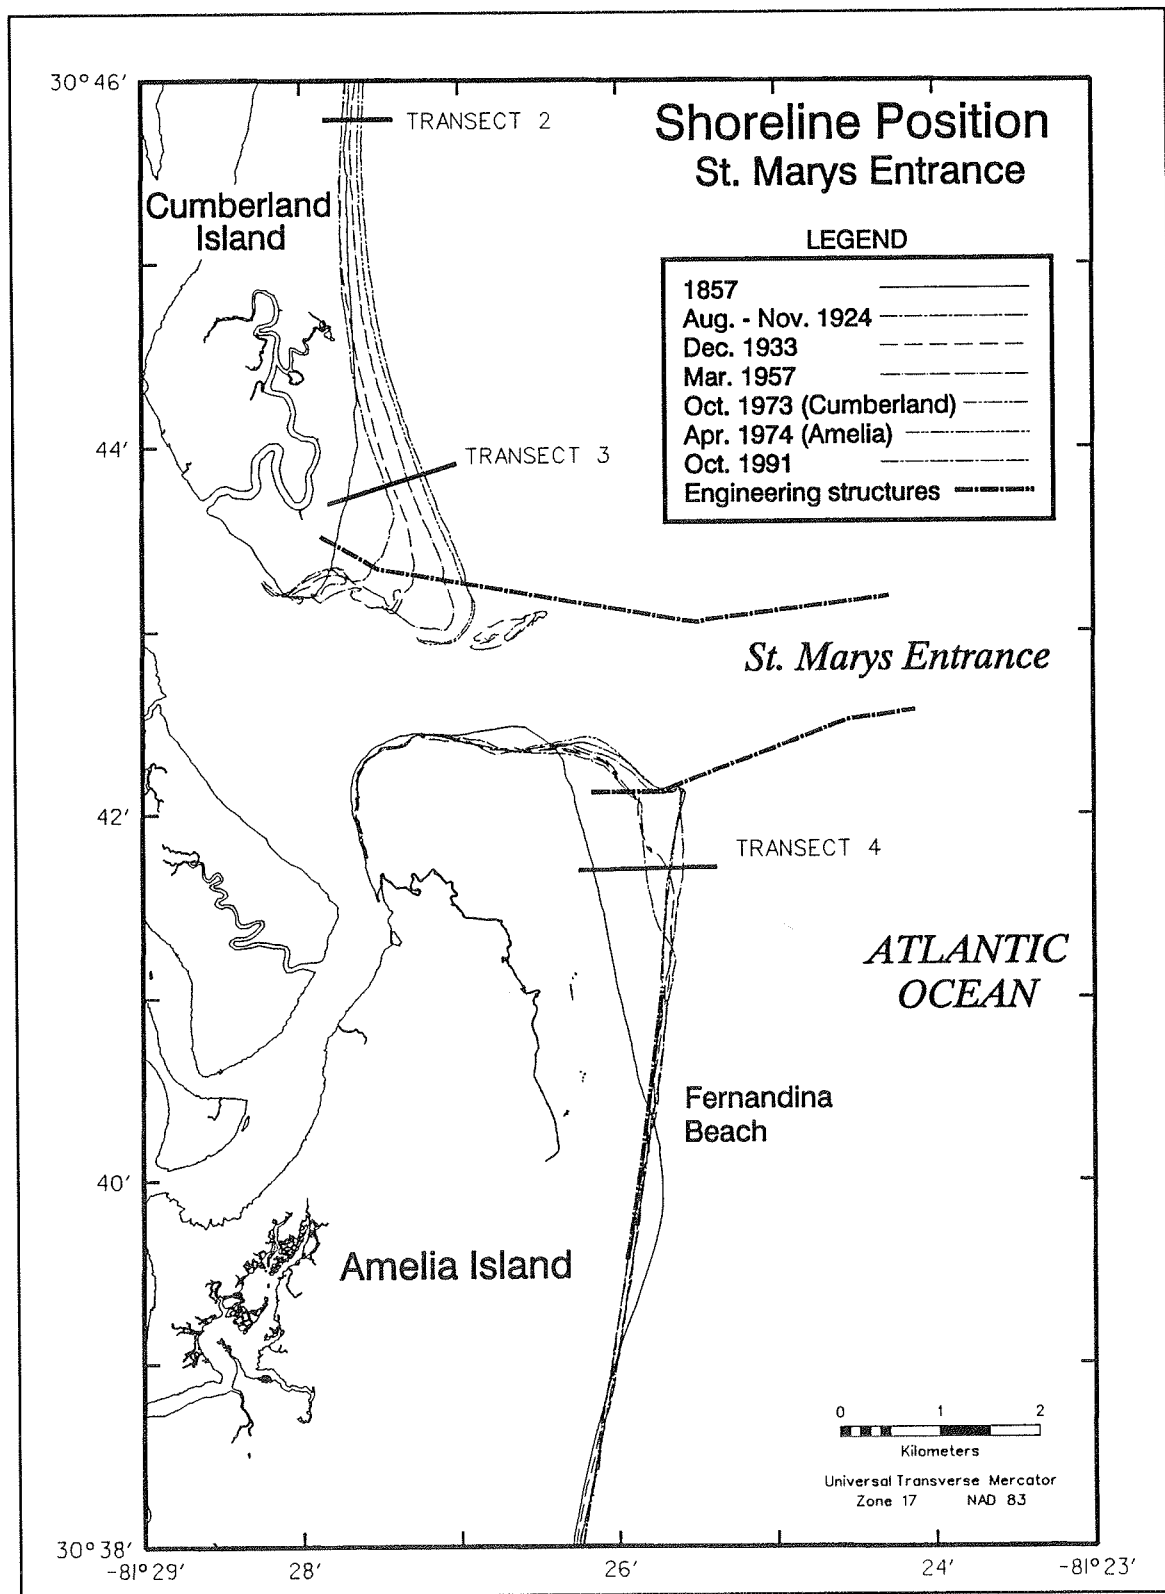 30°46′
TRANSECT 2
Shoreline Position
St. Marys Entrance
Cumberland
Island
LEGEND
1857
Aug. - Nov. 1924
Dec. 1933
Mar. 1957
Oct. 1973 (Cumberland)
Apr. 1974 (Amelia)
Oct. 1991
Engineering structures
44′
TRANSECT 3
St. Marys Entrance
42′
TRANSECT 4
ATLANTIC
OCEAN
Fernandina
Beach
40′
Amelia Island
0 1 2
Kilometers
Universal Transverse Mercator
Zone 17 NAD 83
30°38′
-81°29′ 28′ 26′ 24′ -81°23′